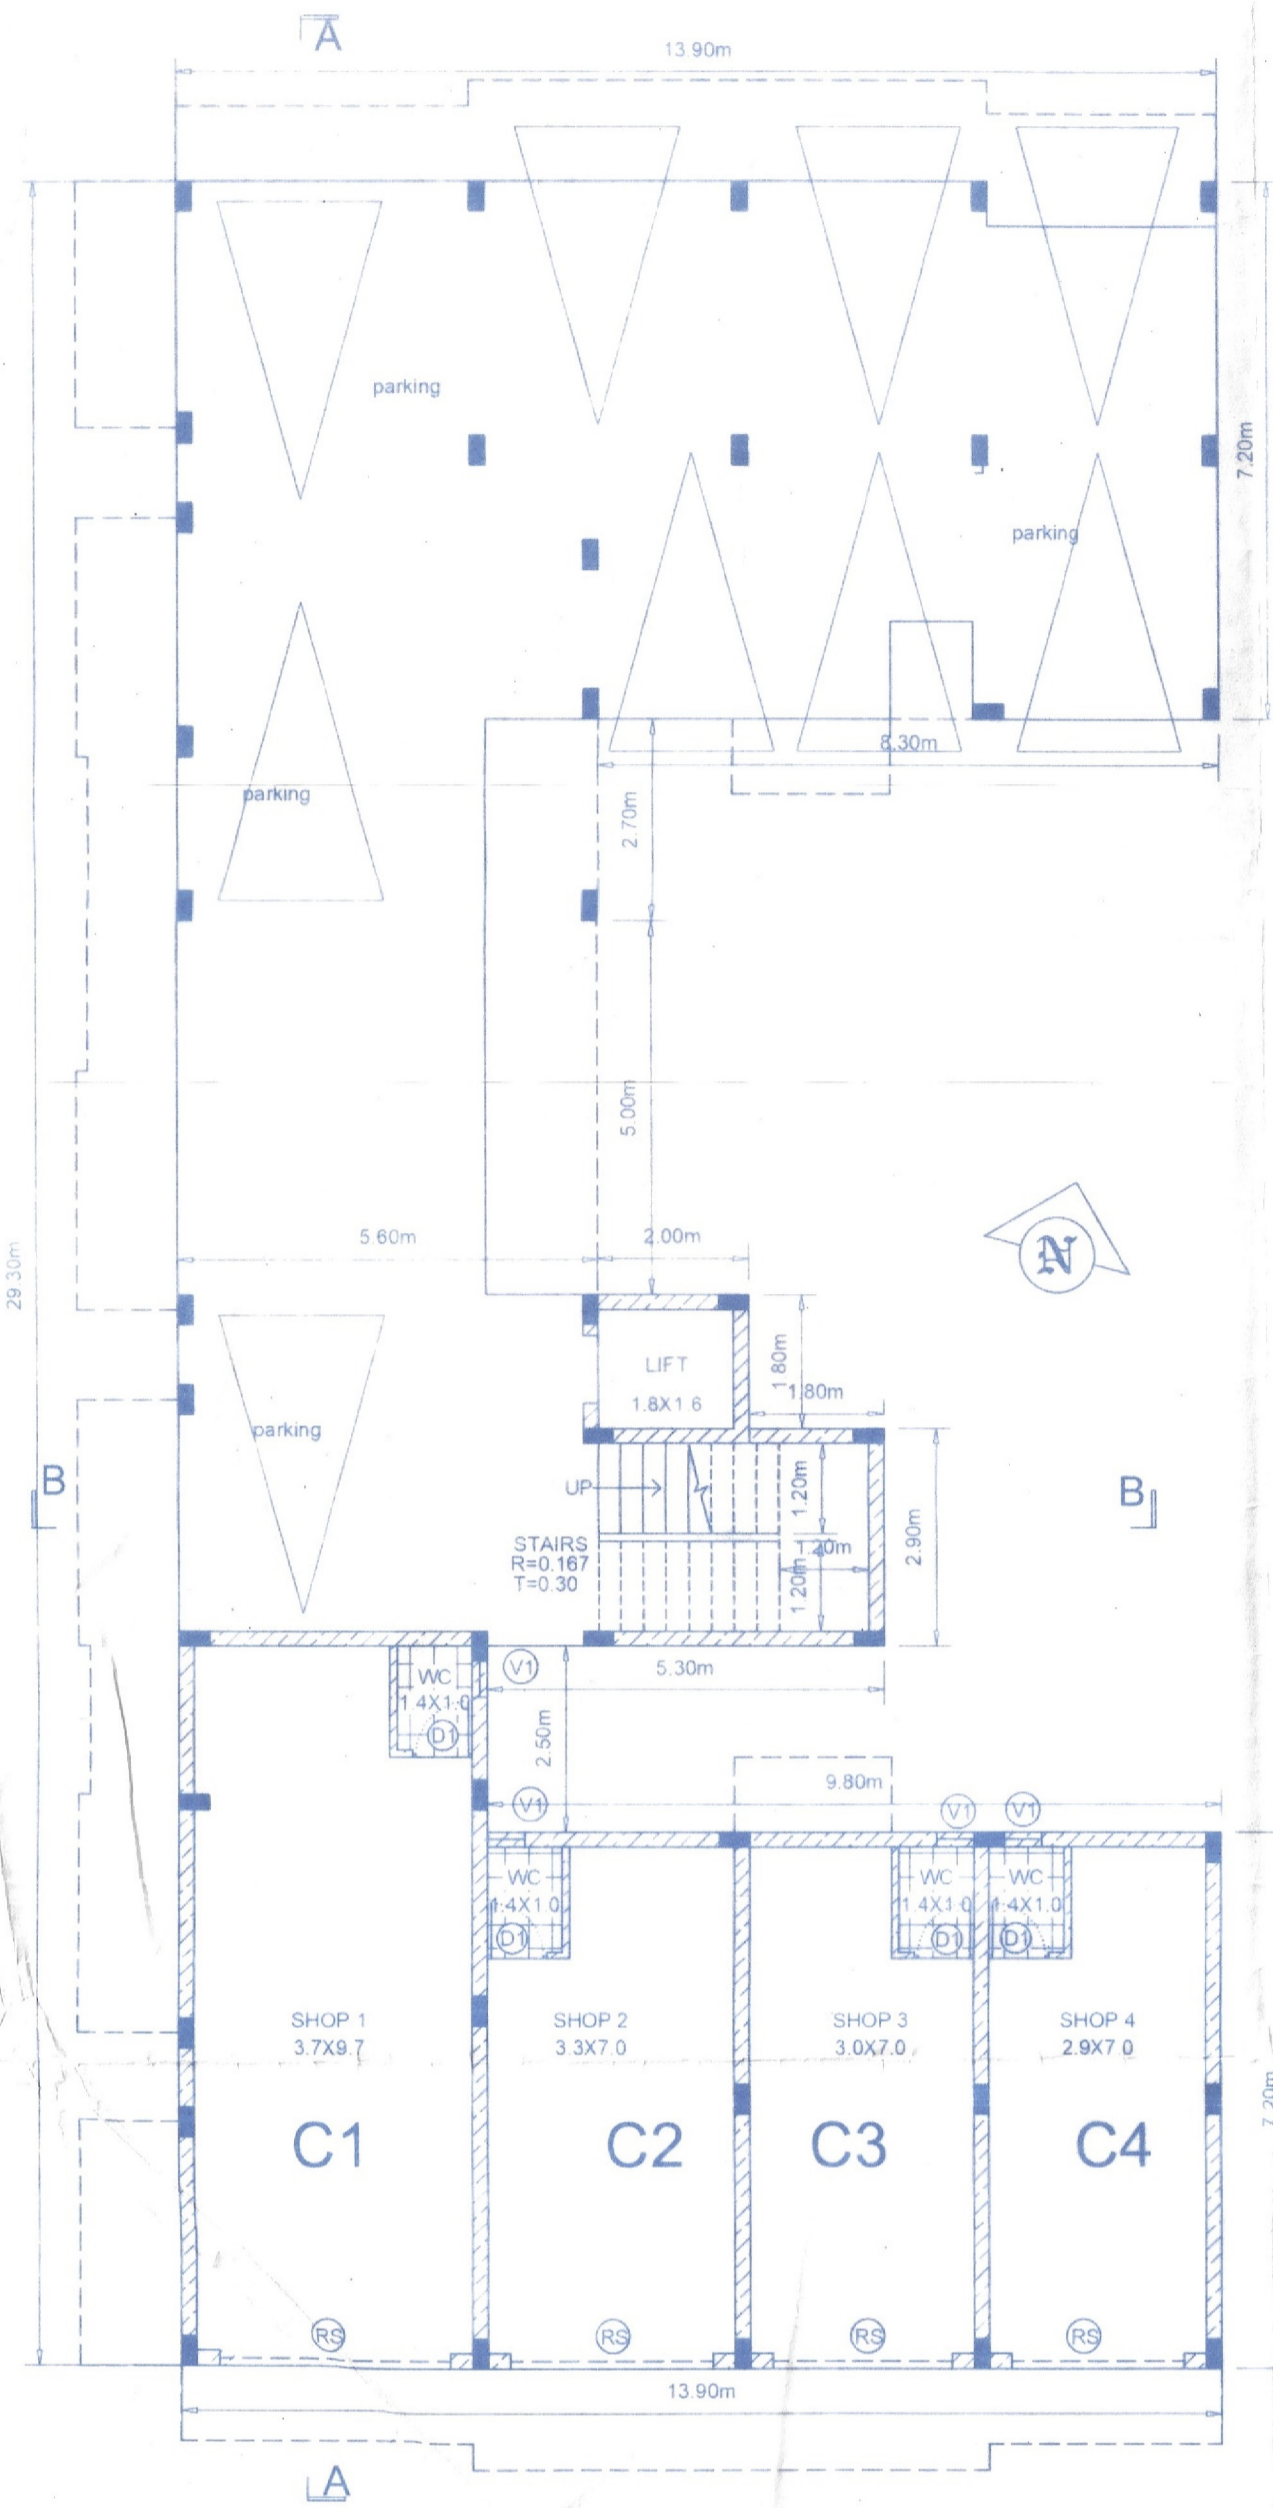 A
13.90m
parking
7.20m
parking
8.30m
2.70m
parking
5.00m
5.60m
2.00m
N
29.30m
LIFT
1.8X1.6
1.80m
1.80m
parking
B
B
UP
1.20m
STAIRS
R=0.167
T=0.30
1.20m
1.20m
2.90m
WC
1.4X1.0
D1
V1
5.30m
2.50m
9.80m
V1
V1
V1
WC
1.4X1.0
D1
WC
1.4X1.0
D1
WC
1.4X1.0
D1
SHOP 1
3.7X9.7
SHOP 2
3.3X7.0
SHOP 3
3.0X7.0
SHOP 4
2.9X7.0
7.20m
C1
C2
C3
C4
RS
RS
RS
RS
13.90m
A